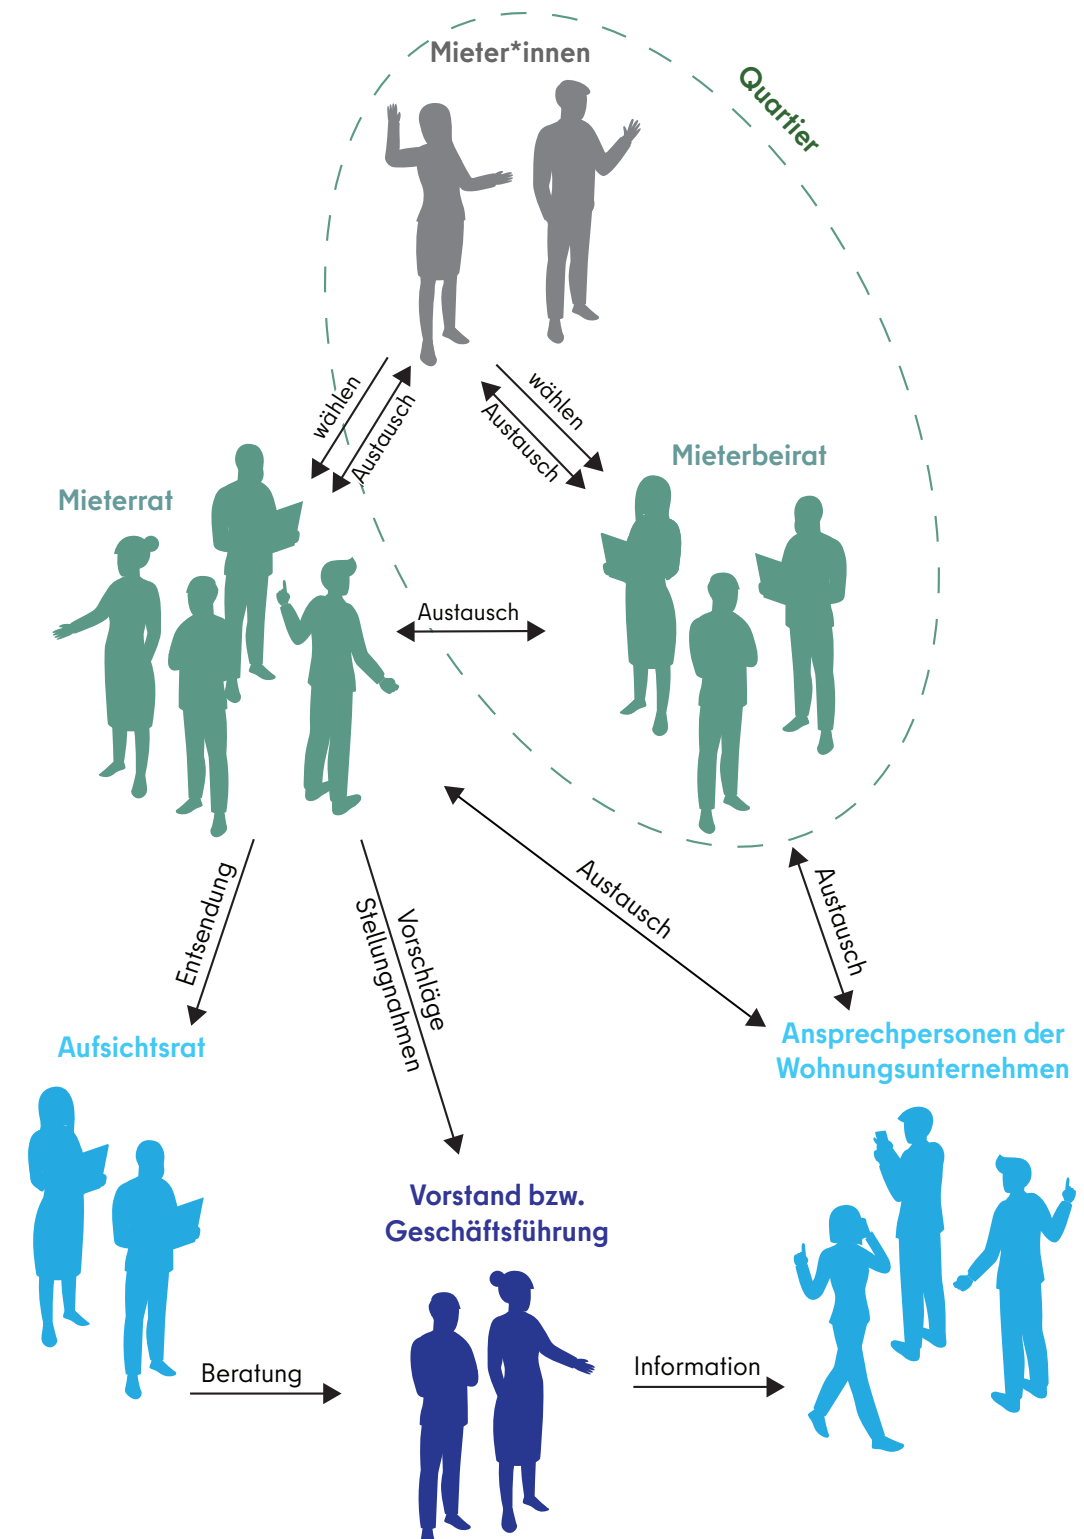 Mieter*innen
Quartier
wählen
Austausch
wählen
Austausch
Mieterbeirat
Mieterrat
Austausch
Austausch
Austausch
Entsendung
Vorschläge
Stellungnahmen
Aufsichtsrat
Ansprechpersonen der
Wohnungsunternehmen
Vorstand bzw.
Geschäftsführung
Beratung
Information